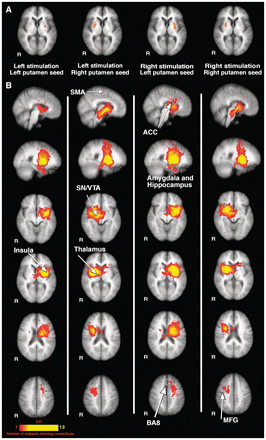 A
R
R
R
R
Left stimulation
Left putamen seed
Left stimulation
Right putamen seed
Right stimulation
Left putamen seed
Right stimulation
Right putamen seed
B
SMA
ACC
Amygdala and
Hippocampus
SN/VTA
R
R
R
R
Insula
Thalamus
R
R
R
R
R
R
R
R
1
13
Number of subjects showing connections
R
R
R
BA8
MFG